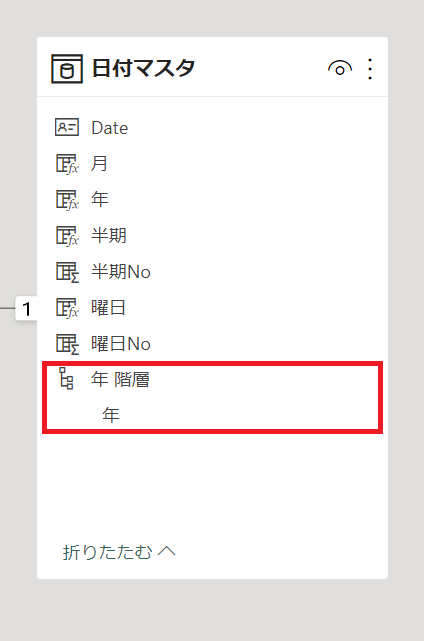 日付マスタ
Date
月
年
半期
半期No
曜日
1
曜日No
年 階層
年
折りたたむ